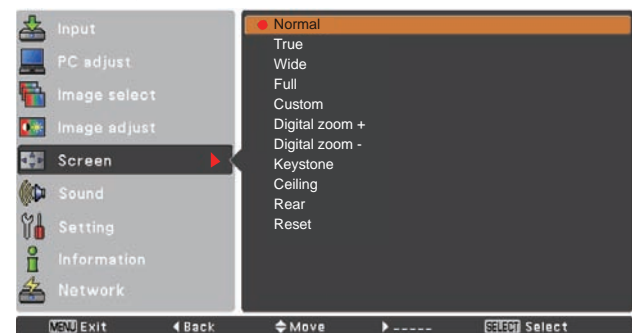 Input
PC adjust
Image select
Image adjust
Screen
Sound
Setting
Information
Network
Normal
True
Wide
Full
Custom
Digital zoom +
Digital zoom -
Keystone
Ceiling
Rear
Reset
MENU Exit ◀ Back Move ▶ ----- SELECT Select